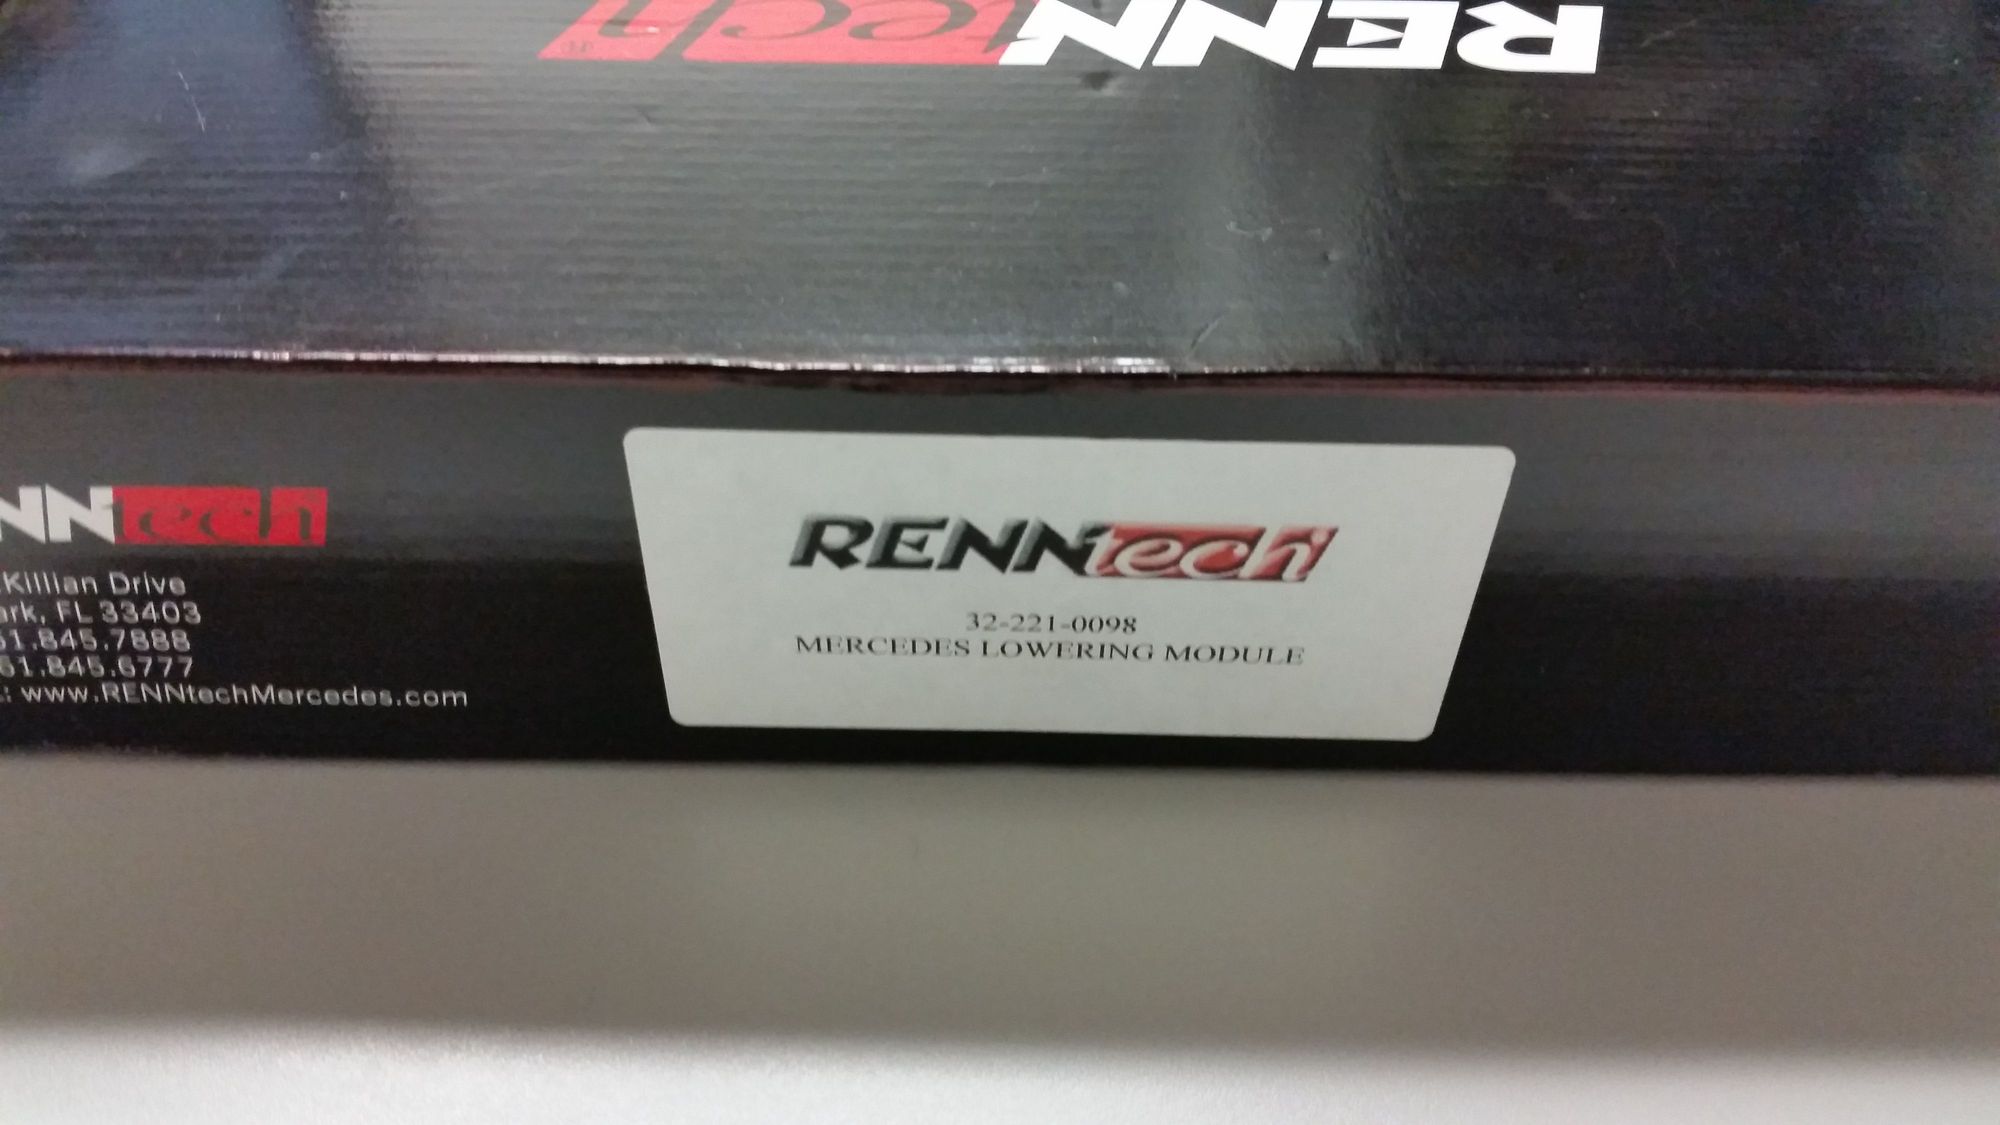 RENNtech
RENNtech
32-221-0098
MERCEDES LOWERING MODULE
NNtech
Killian Drive
ark, FL 33403
61.845.7888
61.845.6777
: www.RENNtechMercedes.com